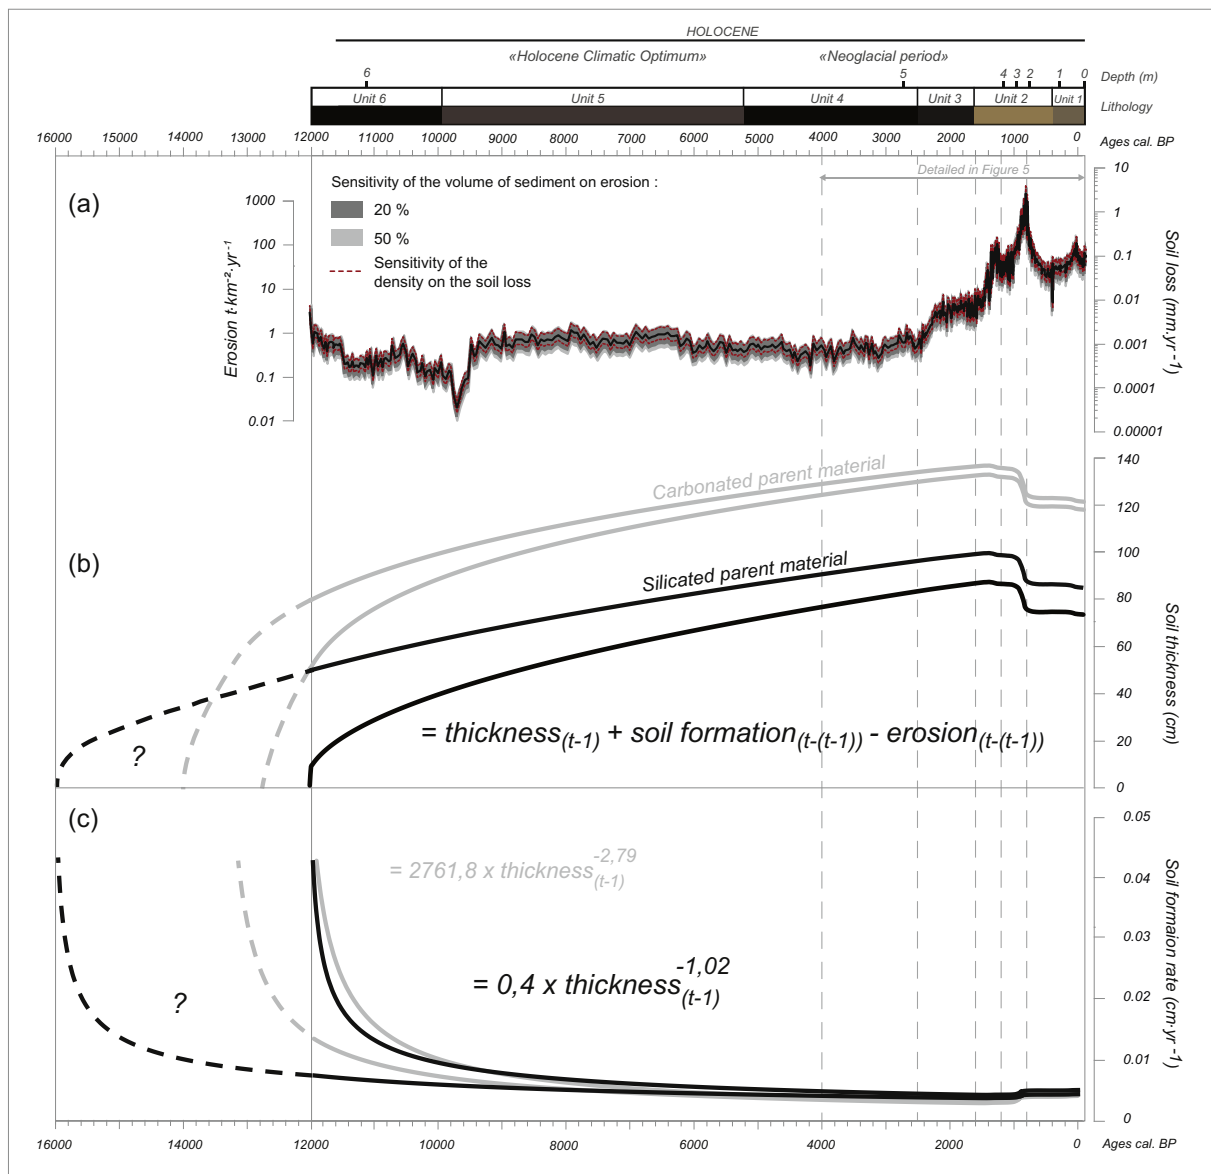 HOLOCENE
«Holocene Climatic Optimum»
«Neoglacial period»
6 5 4 3 2 1 0 Depth (m)
Unit 6 Unit 5 Unit 4 Unit 3 Unit 2 Unit 1
Lithology
16000 14000 13000 12000 11000 10000 9000 8000 7000 6000 5000 4000 3000 2000 1000 0 Ages cal. BP
(a)
Sensitivity of the volume of sediment on erosion :
20 %
50 %
Sensitivity of the
density on the soil loss
Detailed in Figure 5
Erosion t·km⁻²·yr⁻¹
1000
100
10
1
0.1
0.01
10
1
0.1
0.01
0.001
0.0001
0.00001
Soil loss (mm.yr⁻¹)
(b)
Carbonated parent material
Silicated parent material
?
= thickness(t-1) + soil formation(t-(t-1)) - erosion(t-(t-1))
140
120
100
80
60
40
20
0
Soil thickness (cm)
(c)
= 2761,8 x thickness(t-1)-2,79
?
= 0,4 x thickness(t-1)-1,02
0.05
0.04
0.03
0.02
0.01
0
Soil formaion rate (cm·yr⁻¹)
16000 14000 12000 10000 8000 6000 4000 2000 0 Ages cal. BP